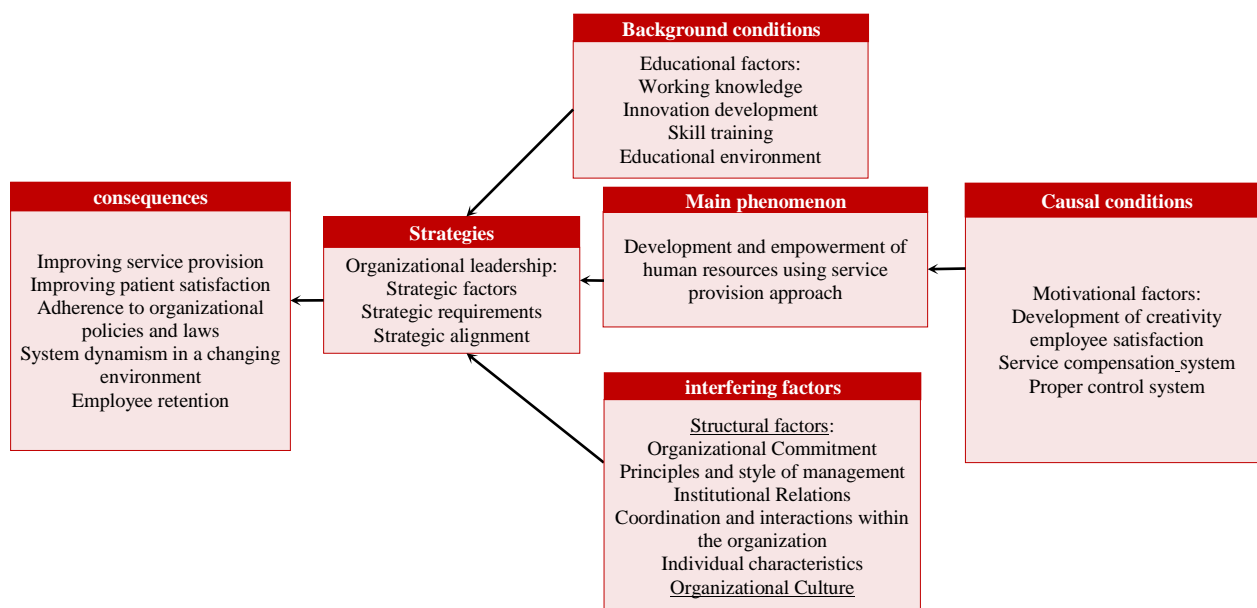 Background conditions
Educational factors:
Working knowledge
Innovation development
Skill training
Educational environment
consequences
Improving service provision
Improving patient satisfaction
Adherence to organizational
policies and laws
System dynamism in a changing
environment
Employee retention
Strategies
Organizational leadership:
Strategic factors
Strategic requirements
Strategic alignment
Main phenomenon
Development and empowerment of
human resources using service
provision approach
Causal conditions
Motivational factors:
Development of creativity
employee satisfaction
Service compensation system
Proper control system
interfering factors
Structural factors:
Organizational Commitment
Principles and style of management
Institutional Relations
Coordination and interactions within
the organization
Individual characteristics
Organizational Culture